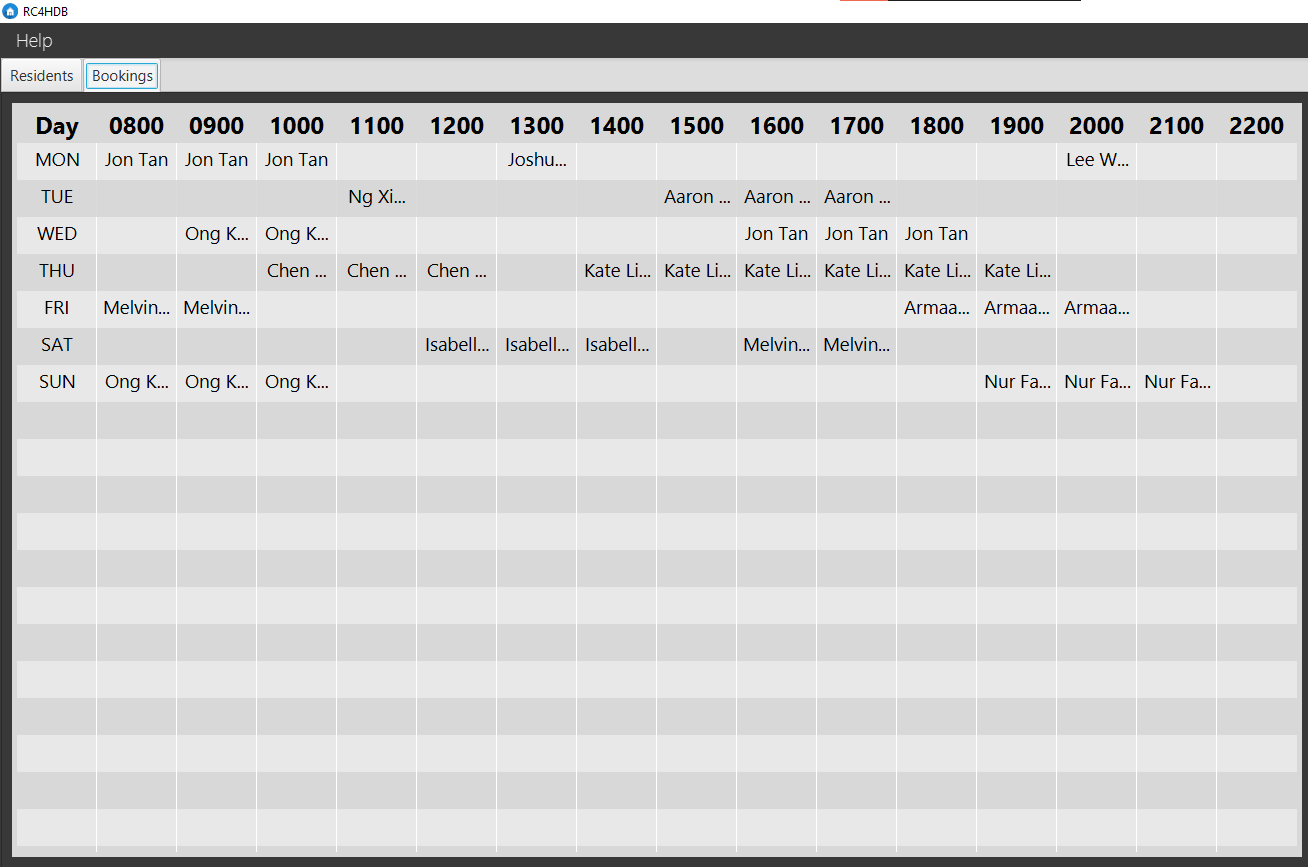 RC4HDB
Help
Residents Bookings
Day 0800 0900 1000 1100 1200 1300 1400 1500 1600 1700 1800 1900 2000 2100 2200
MON Jon Tan Jon Tan Jon Tan Joshu... Lee W...
TUE Ng Xi... Aaron ... Aaron ... Aaron ...
WED Ong K... Ong K... Jon Tan Jon Tan Jon Tan
THU Chen ... Chen ... Chen ... Kate Li... Kate Li... Kate Li... Kate Li... Kate Li... Kate Li...
FRI Melvin... Melvin... Armaa... Armaa... Armaa...
SAT Isabell... Isabell... Isabell... Melvin... Melvin...
SUN Ong K... Ong K... Ong K... Nur Fa... Nur Fa... Nur Fa...